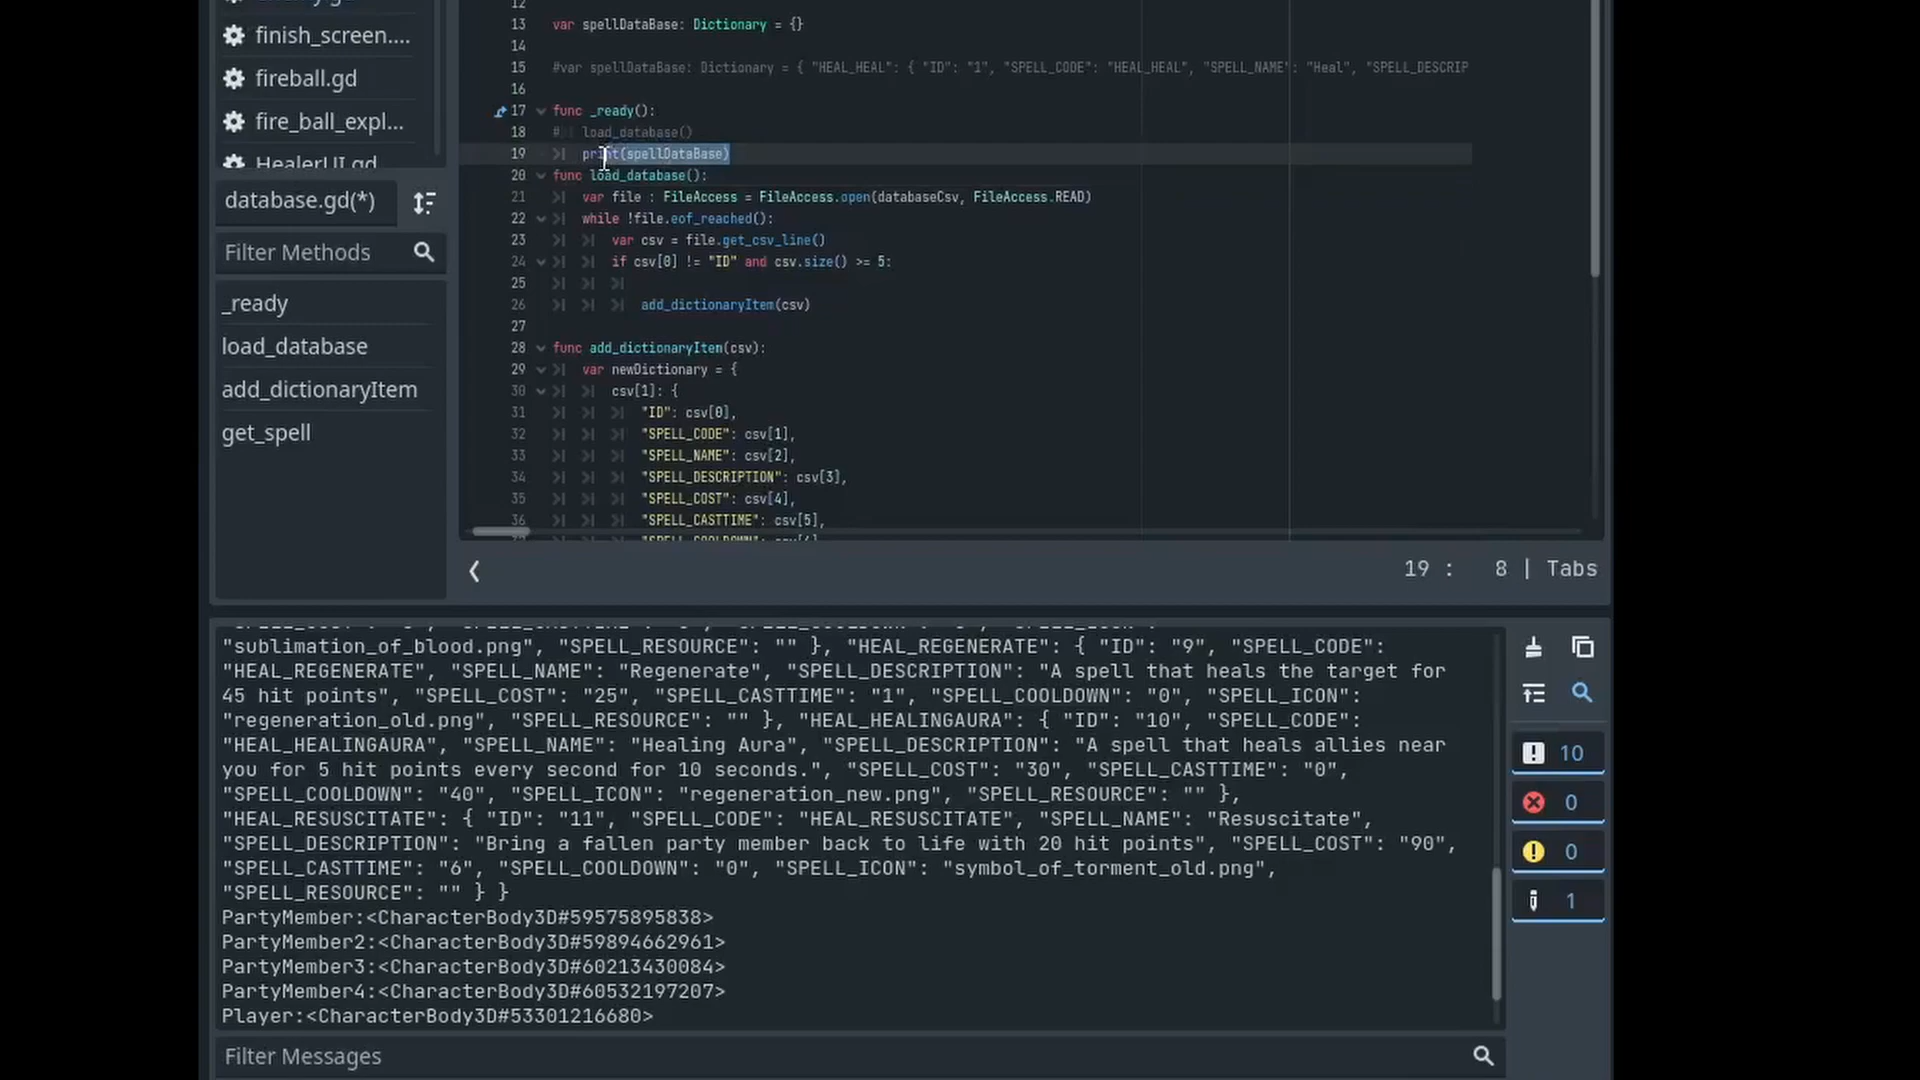 finish_screen....
fireball.gd
fire_ball_expl...
HealerUI.gd
database.gd(*)
Filter Methods
_ready
load_database
add_dictionaryItem
get_spell
12
13 var spellDataBase: Dictionary = {}
14
15 #var spellDataBase: Dictionary = { "HEAL_HEAL": { "ID": "1", "SPELL_CODE": "HEAL_HEAL", "SPELL_NAME": "Heal", "SPELL_DESCRIP
16
17 func _ready():
18 # load_database()
19 print(spellDataBase)
20 func load_database():
21 var file : FileAccess = FileAccess.open(databaseCsv, FileAccess.READ)
22 while !file.eof_reached():
23 var csv = file.get_csv_line()
24 if csv[0] != "ID" and csv.size() >= 5:
25
26 add_dictionaryItem(csv)
27
28 func add_dictionaryItem(csv):
29 var newDictionary = {
30 csv[1]: {
31 "ID": csv[0],
32 "SPELL_CODE": csv[1],
33 "SPELL_NAME": csv[2],
34 "SPELL_DESCRIPTION": csv[3],
35 "SPELL_COST": csv[4],
36 "SPELL_CASTTIME": csv[5],
19 : 8 | Tabs
"sublimation_of_blood.png", "SPELL_RESOURCE": "" }, "HEAL_REGENERATE": { "ID": "9", "SPELL_CODE":
"HEAL_REGENERATE", "SPELL_NAME": "Regenerate", "SPELL_DESCRIPTION": "A spell that heals the target for
45 hit points", "SPELL_COST": "25", "SPELL_CASTTIME": "1", "SPELL_COOLDOWN": "0", "SPELL_ICON":
"regeneration_old.png", "SPELL_RESOURCE": "" }, "HEAL_HEALINGAURA": { "ID": "10", "SPELL_CODE":
"HEAL_HEALINGAURA", "SPELL_NAME": "Healing Aura", "SPELL_DESCRIPTION": "A spell that heals allies near
you for 5 hit points every second for 10 seconds.", "SPELL_COST": "30", "SPELL_CASTTIME": "0",
"SPELL_COOLDOWN": "40", "SPELL_ICON": "regeneration_new.png", "SPELL_RESOURCE": "" },
"HEAL_RESUSCITATE": { "ID": "11", "SPELL_CODE": "HEAL_RESUSCITATE", "SPELL_NAME": "Resuscitate",
"SPELL_DESCRIPTION": "Bring a fallen party member back to life with 20 hit points", "SPELL_COST": "90",
"SPELL_CASTTIME": "6", "SPELL_COOLDOWN": "0", "SPELL_ICON": "symbol_of_torment_old.png",
"SPELL_RESOURCE": "" } }
PartyMember:<CharacterBody3D#59575895838>
PartyMember2:<CharacterBody3D#59894662961>
PartyMember3:<CharacterBody3D#60213430084>
PartyMember4:<CharacterBody3D#60532197207>
Player:<CharacterBody3D#53301216680>
10
0
0
1
Filter Messages